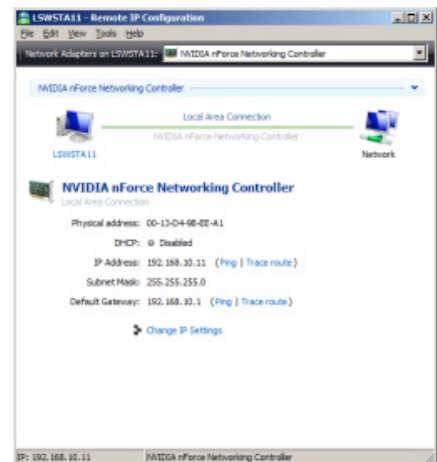 LSWSTA11 - Remote IP Configuration
File Edit View Tools Help
Network Adapters on LSWSTA11: NVIDIA nForce Networking Controller
NVIDIA nForce Networking Controller
Local Area Connection
NVIDIA nForce Networking Controller
LSWSTA11
Network
NVIDIA nForce Networking Controller
Local Area Connection
Physical address: 00-13-D4-9B-EE-A1
DHCP: Disabled
IP Address: 192.168.10.11 (Ping | Trace route)
Subnet Mask: 255.255.255.0
Default Gateway: 192.168.10.1 (Ping | Trace route)
Change IP Settings
IP: 192.168.10.11 NVIDIA nForce Networking Controller